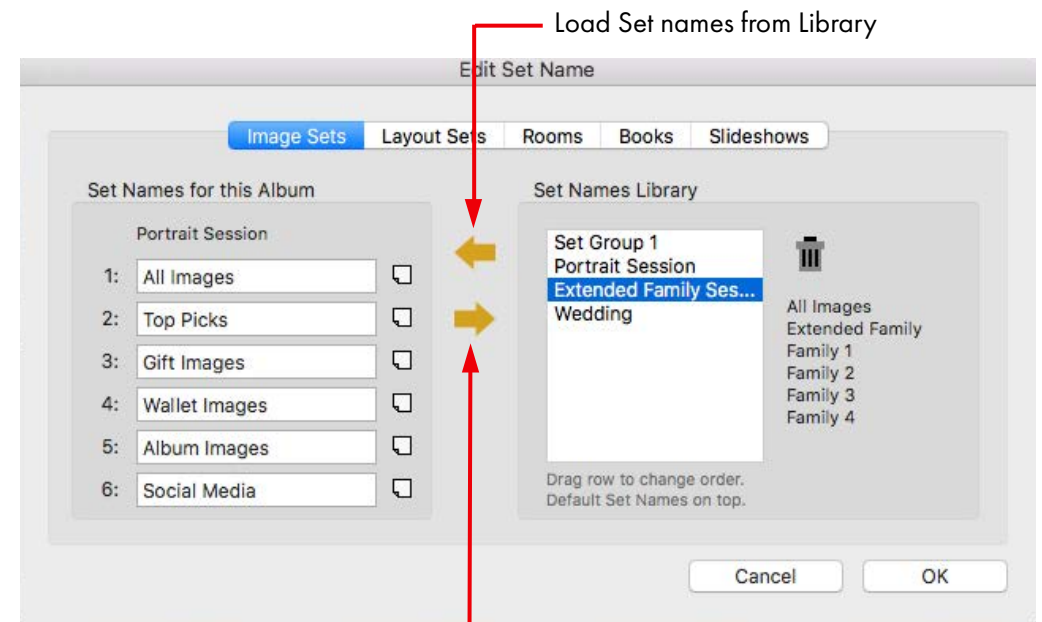 Load Set names from Library
Edit Set Name
Image Sets Layout Sets Rooms Books Slideshows
Set Names for this Album
Portrait Session
1: All Images
2: Top Picks
3: Gift Images
4: Wallet Images
5: Album Images
6: Social Media
Set Names Library
Set Group 1
Portrait Session
Extended Family Ses...
Wedding
All Images
Extended Family
Family 1
Family 2
Family 3
Family 4
Drag row to change order.
Default Set Names on top.
Cancel OK